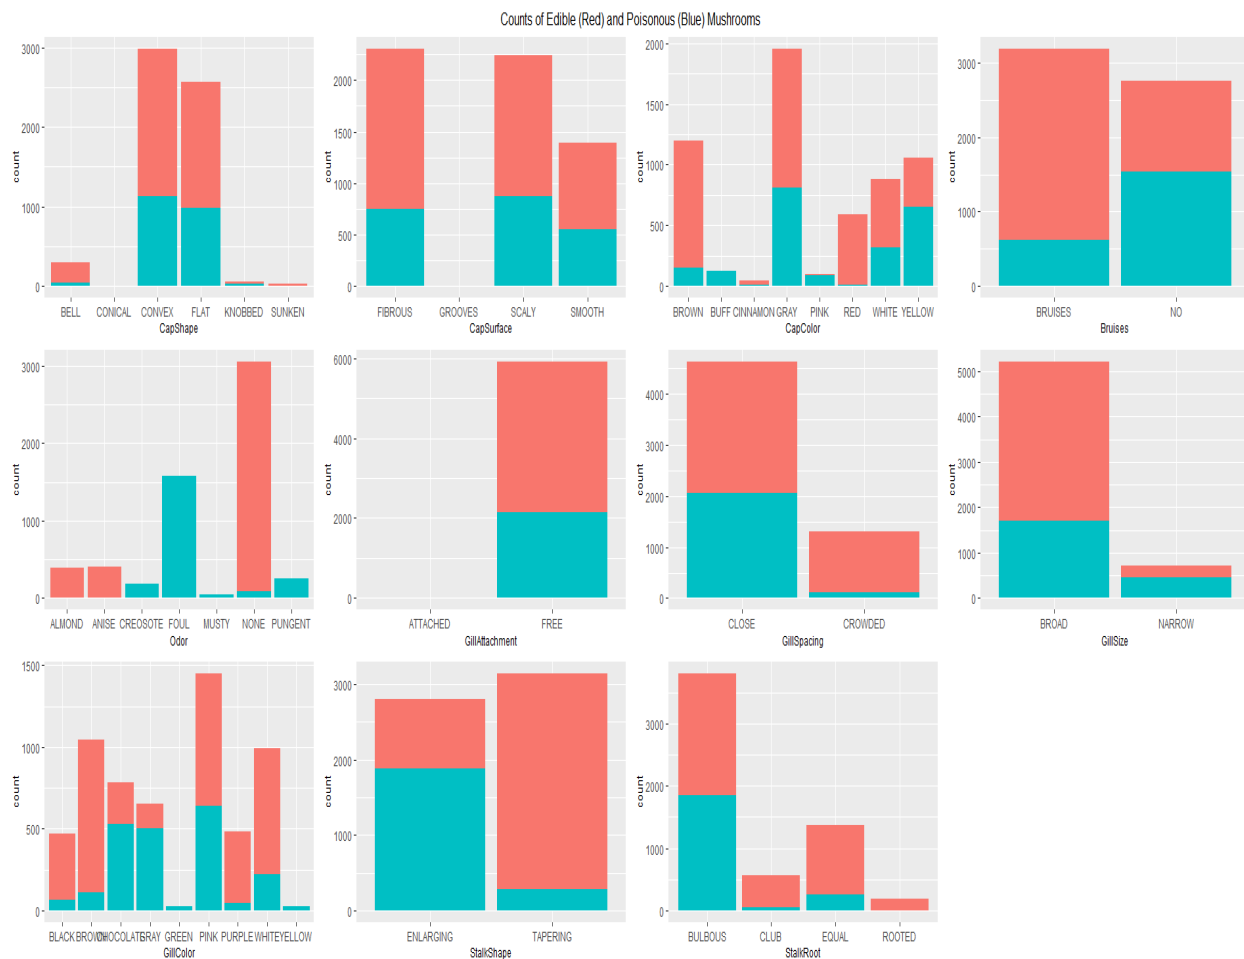 Counts of Edible (Red) and Poisonous (Blue) Mushrooms
3000
2000
1000
0
count
BELL CONICAL CONVEX FLAT KNOBBED SUNKEN
CapShape
2000
1500
1000
500
0
count
FIBROUS GROOVES SCALY SMOOTH
CapSurface
2000
1500
1000
500
0
count
BROWN BUFF CINNAMON GRAY PINK RED WHITE YELLOW
CapColor
3000
2000
1000
0
count
BRUISES NO
Bruises
3000
2000
1000
0
count
ALMOND ANISE CREOSOTE FOUL MUSTY NONE PUNGENT
Odor
6000
4000
2000
0
count
ATTACHED FREE
GillAttachment
4000
3000
2000
1000
0
count
CLOSE CROWDED
GillSpacing
5000
4000
3000
2000
1000
0
count
BROAD NARROW
GillSize
1500
1000
500
0
count
BLACK BROWN CHOCOLATE GRAY GREEN PINK PURPLE WHITE YELLOW
GillColor
3000
2000
1000
0
count
ENLARGING TAPERING
StalkShape
3000
2000
1000
0
count
BULBOUS CLUB EQUAL ROOTED
StalkRoot